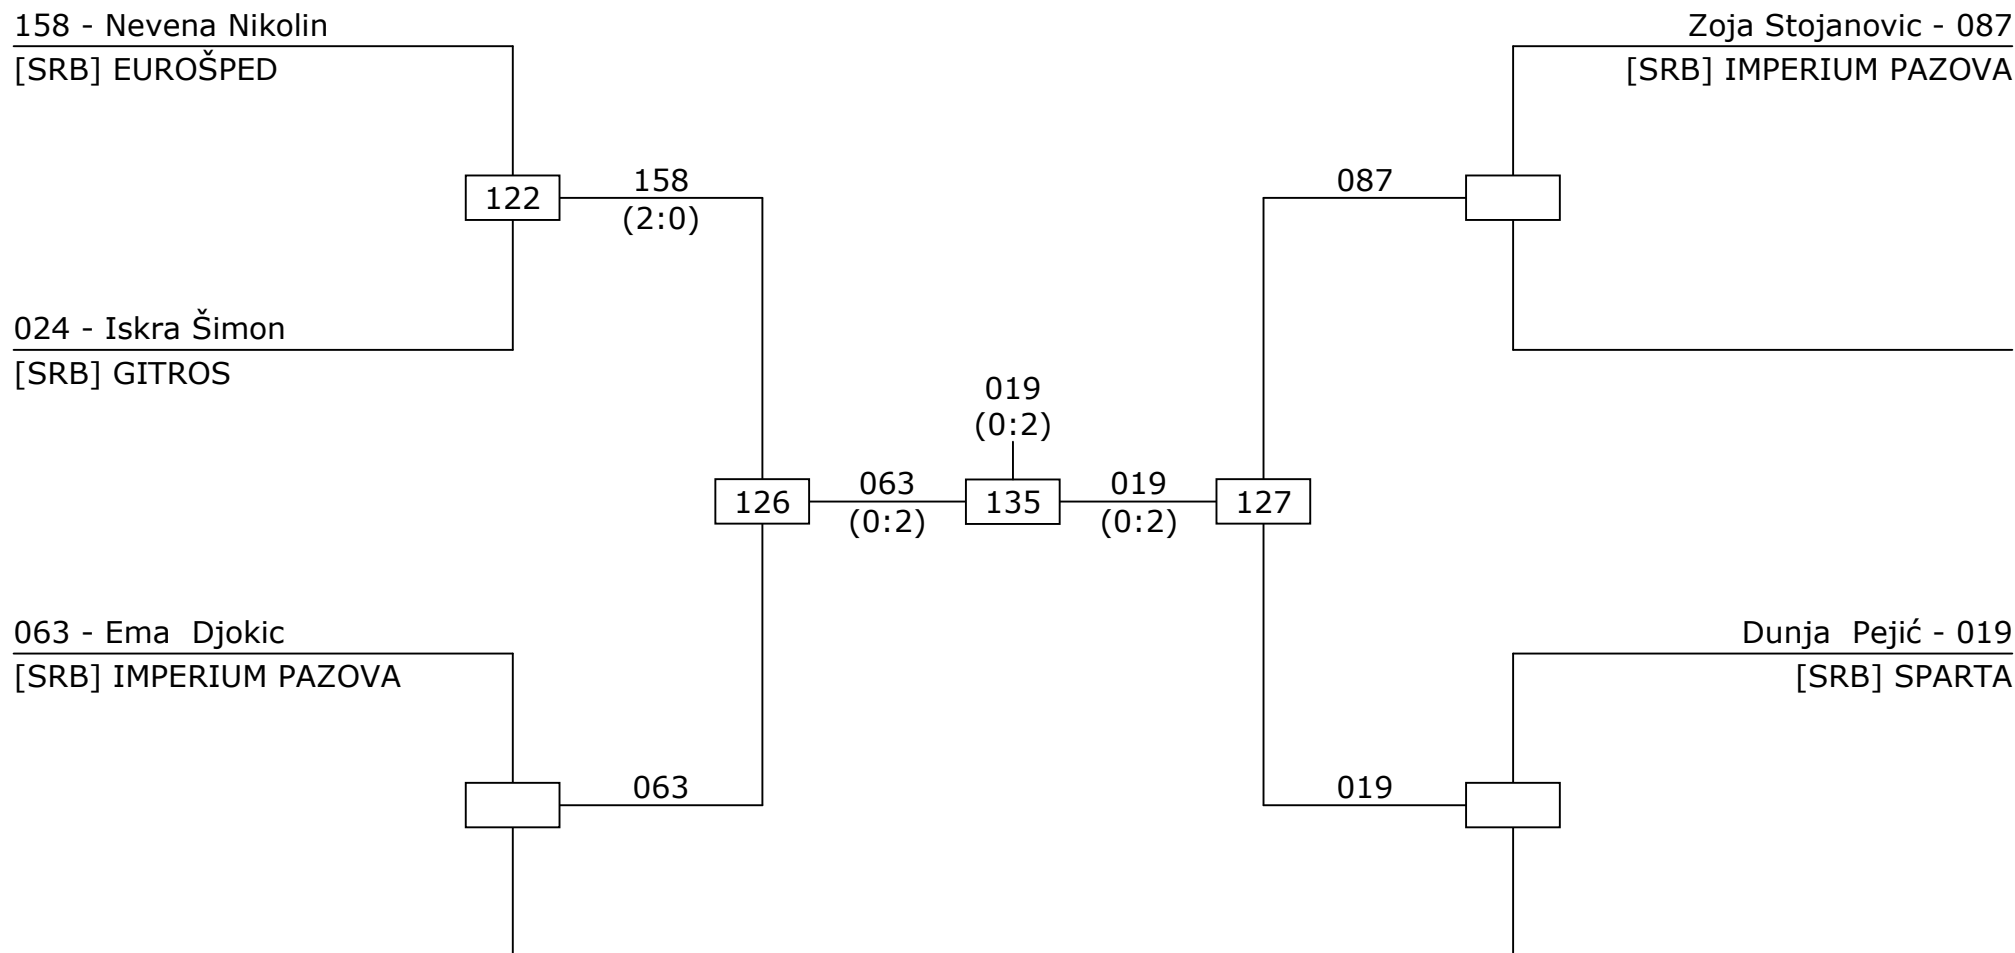 158 - Nevena Nikolin
[SRB] EUROŠPED
Zoja Stojanovic - 087
[SRB] IMPERIUM PAZOVA
122
158
(2:0)
087
024 - Iskra Šimon
[SRB] GITROS
019
(0:2)
126
063
(0:2)
135
019
(0:2)
127
063 - Ema  Djokic
[SRB] IMPERIUM PAZOVA
Dunja  Pejić - 019
[SRB] SPARTA
063
019